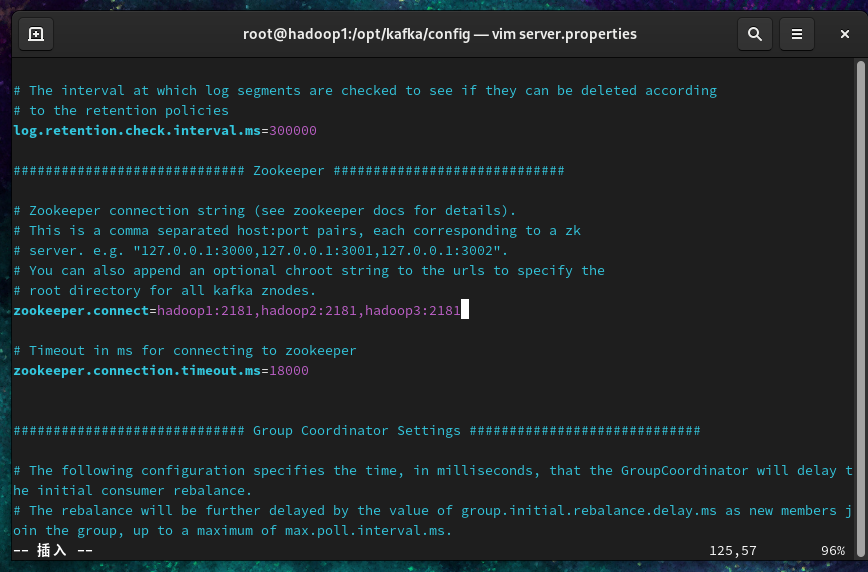 root@hadoop1:/opt/kafka/config — vim server.properties
# The interval at which log segments are checked to see if they can be deleted according
# to the retention policies
log.retention.check.interval.ms=300000
############################# Zookeeper #############################
# Zookeeper connection string (see zookeeper docs for details).
# This is a comma separated host:port pairs, each corresponding to a zk
# server. e.g. "127.0.0.1:3000,127.0.0.1:3001,127.0.0.1:3002".
# You can also append an optional chroot string to the urls to specify the
# root directory for all kafka znodes.
zookeeper.connect=hadoop1:2181,hadoop2:2181,hadoop3:2181
# Timeout in ms for connecting to zookeeper
zookeeper.connection.timeout.ms=18000
############################# Group Coordinator Settings #############################
# The following configuration specifies the time, in milliseconds, that the GroupCoordinator will delay t
he initial consumer rebalance.
# The rebalance will be further delayed by the value of group.initial.rebalance.delay.ms as new members j
oin the group, up to a maximum of max.poll.interval.ms.
-- 插入 -- 125,57 96%